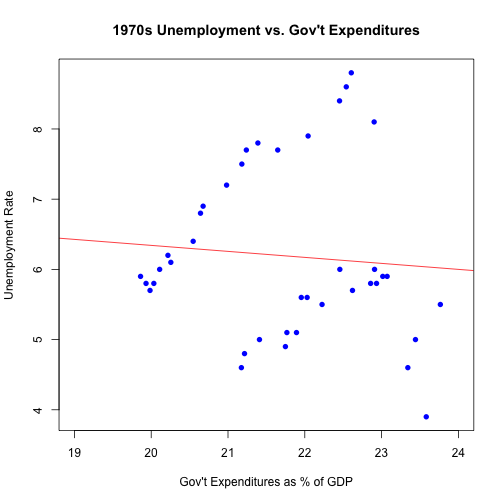 1970s Unemployment vs. Gov't Expenditures
Unemployment Rate
8
7
6
5
4
19 20 21 22 23 24
Gov't Expenditures as % of GDP